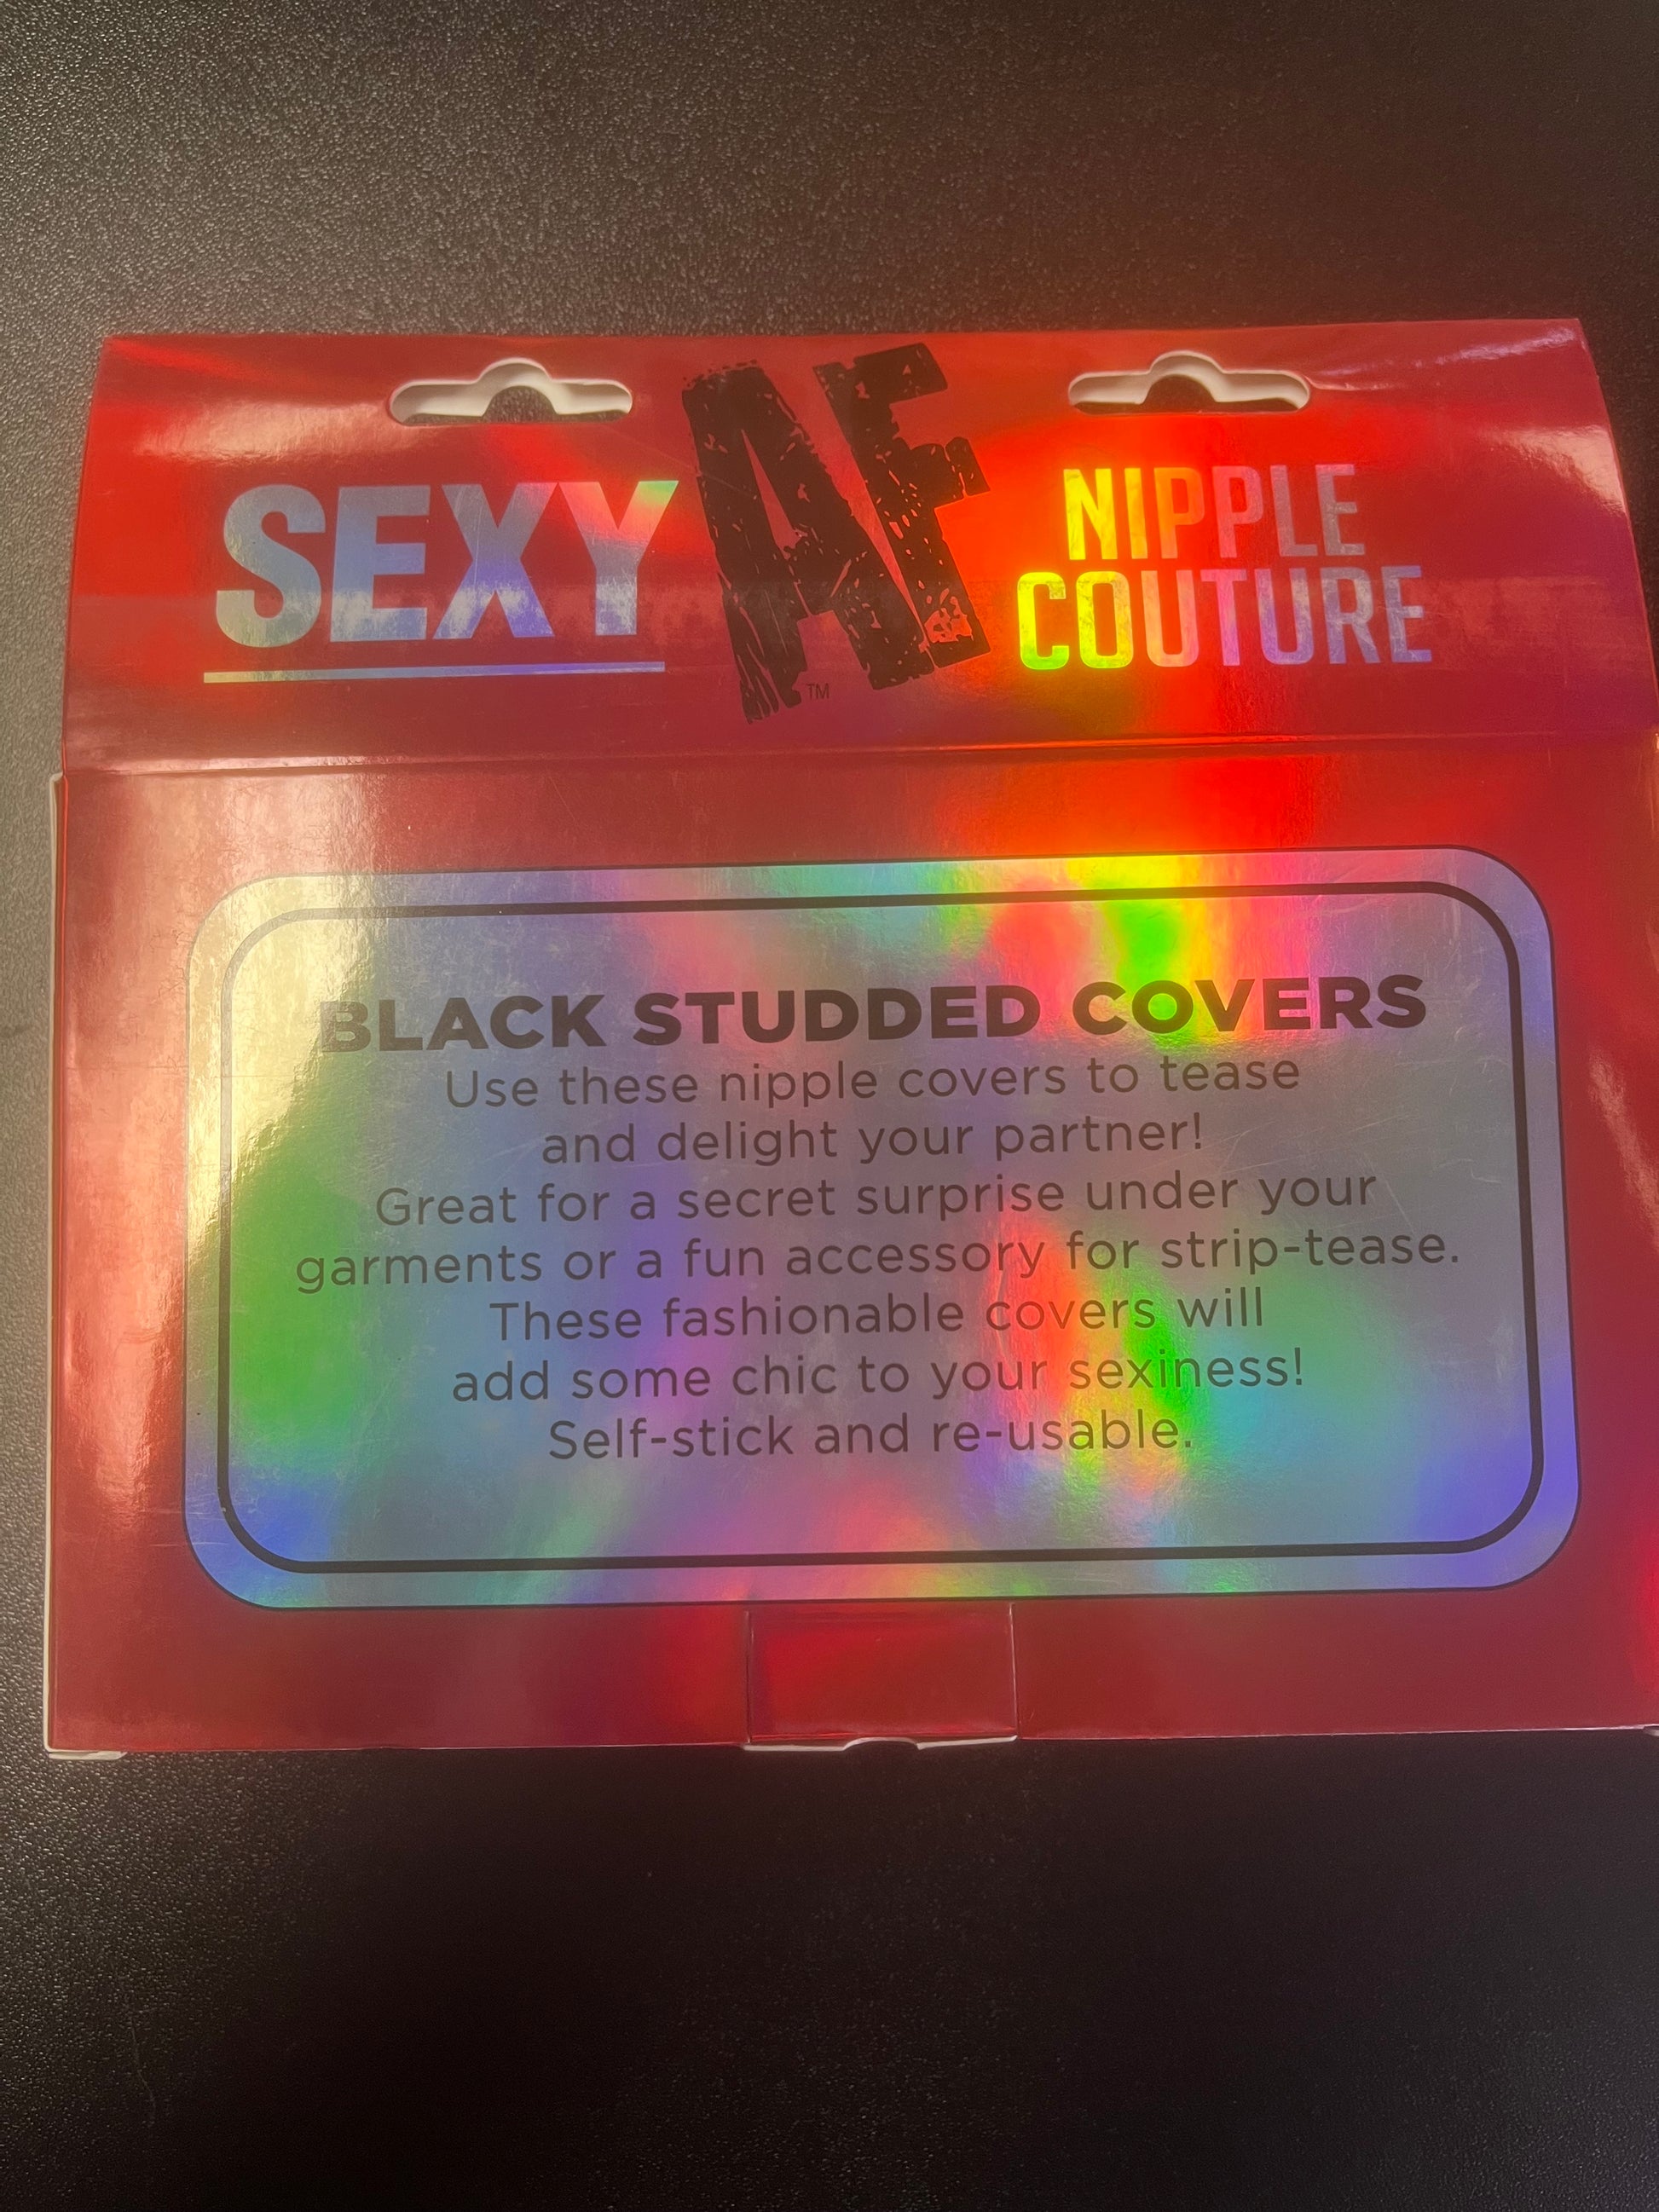 SEXY AF™ NIPPLE
COUTURE
BLACK STUDDED COVERS
Use these nipple covers to tease
and delight your partner!
Great for a secret surprise under your
garments or a fun accessory for strip-tease.
These fashionable covers will
add some chic to your sexiness!
Self-stick and re-usable.